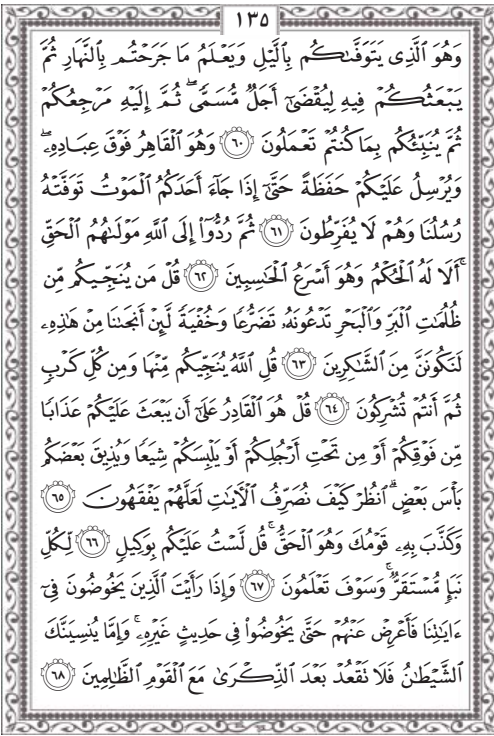 ١٣٥
وَهُوَ ٱلَّذِى يَتَوَفَّىٰكُم بِٱلَّيْلِ وَيَعْلَمُ مَا جَرَحْتُم بِٱلنَّهَارِ ثُمَّ
يَبْعَثُكُمْ فِيهِ لِيُقْضَىٰٓ أَجَلٌ مُّسَمًّى ۖ ثُمَّ إِلَيْهِ مَرْجِعُكُمْ
ثُمَّ يُنَبِّئُكُم بِمَا كُنتُمْ تَعْمَلُونَ ٦٠ وَهُوَ ٱلْقَاهِرُ فَوْقَ عِبَادِهِۦ ۖ
وَيُرْسِلُ عَلَيْكُمْ حَفَظَةً حَتَّىٰٓ إِذَا جَآءَ أَحَدَكُمُ ٱلْمَوْتُ تَوَفَّتْهُ
رُسُلُنَا وَهُمْ لَا يُفَرِّطُونَ ٦١ ثُمَّ رُدُّوٓا۟ إِلَى ٱللَّهِ مَوْلَىٰهُمُ ٱلْحَقِّ
ۚ أَلَا لَهُ ٱلْحُكْمُ وَهُوَ أَسْرَعُ ٱلْحَٰسِبِينَ ٦٢ قُلْ مَن يُنَجِّيكُم مِّن
ظُلُمَٰتِ ٱلْبَرِّ وَٱلْبَحْرِ تَدْعُونَهُۥ تَضَرُّعًا وَخُفْيَةً لَّئِنْ أَنجَىٰنَا مِنْ هَٰذِهِۦ
لَنَكُونَنَّ مِنَ ٱلشَّٰكِرِينَ ٦٣ قُلِ ٱللَّهُ يُنَجِّيكُم مِّنْهَا وَمِن كُلِّ كَرْبٍ
ثُمَّ أَنتُمْ تُشْرِكُونَ ٦٤ قُلْ هُوَ ٱلْقَادِرُ عَلَىٰٓ أَن يَبْعَثَ عَلَيْكُمْ عَذَابًا
مِّن فَوْقِكُمْ أَوْ مِن تَحْتِ أَرْجُلِكُمْ أَوْ يَلْبِسَكُمْ شِيَعًا وَيُذِيقَ بَعْضَكُم
بَأْسَ بَعْضٍ ۗ ٱنظُرْ كَيْفَ نُصَرِّفُ ٱلْءَايَٰتِ لَعَلَّهُمْ يَفْقَهُونَ ٦٥
وَكَذَّبَ بِهِۦ قَوْمُكَ وَهُوَ ٱلْحَقُّ ۚ قُل لَّسْتُ عَلَيْكُم بِوَكِيلٍ ٦٦ لِّكُلِّ
نَبَإٍ مُّسْتَقَرٌّ ۚ وَسَوْفَ تَعْلَمُونَ ٦٧ وَإِذَا رَأَيْتَ ٱلَّذِينَ يَخُوضُونَ فِىٓ
ءَايَٰتِنَا فَأَعْرِضْ عَنْهُمْ حَتَّىٰ يَخُوضُوا۟ فِى حَدِيثٍ غَيْرِهِۦ ۚ وَإِمَّا يُنسِيَنَّكَ
ٱلشَّيْطَٰنُ فَلَا تَقْعُدْ بَعْدَ ٱلذِّكْرَىٰ مَعَ ٱلْقَوْمِ ٱلظَّٰلِمِينَ ٦٨